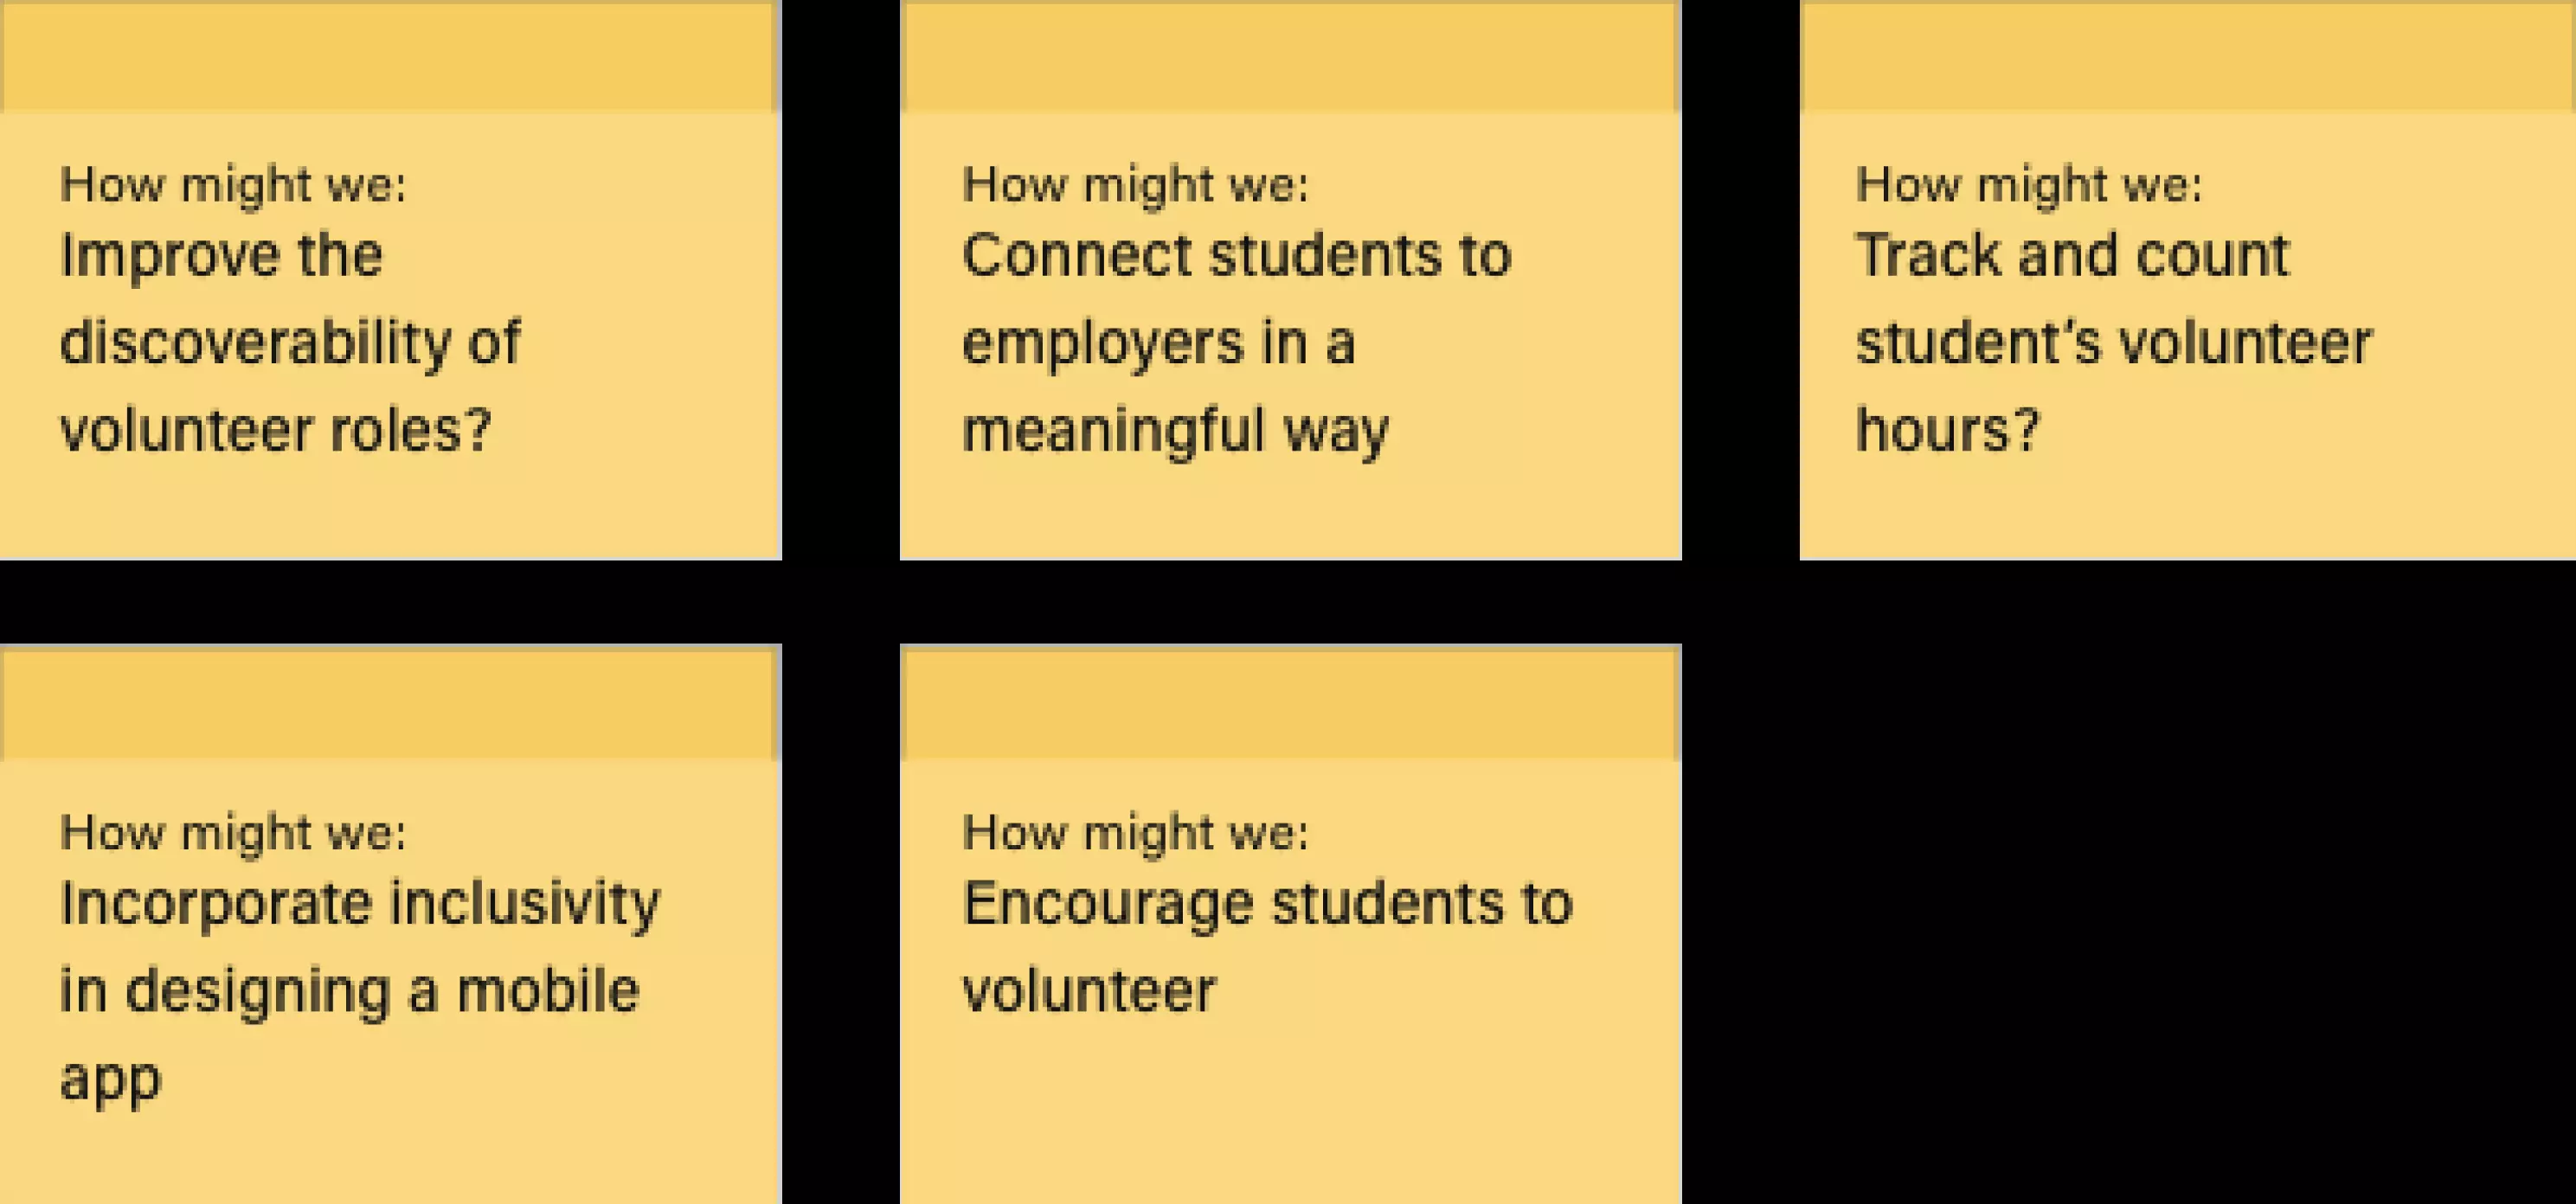 How might we:
Improve the
discoverability of
volunteer roles?
How might we:
Connect students to
employers in a
meaningful way
How might we:
Track and count
student’s volunteer
hours?
How might we:
Incorporate inclusivity
in designing a mobile
app
How might we:
Encourage students to
volunteer